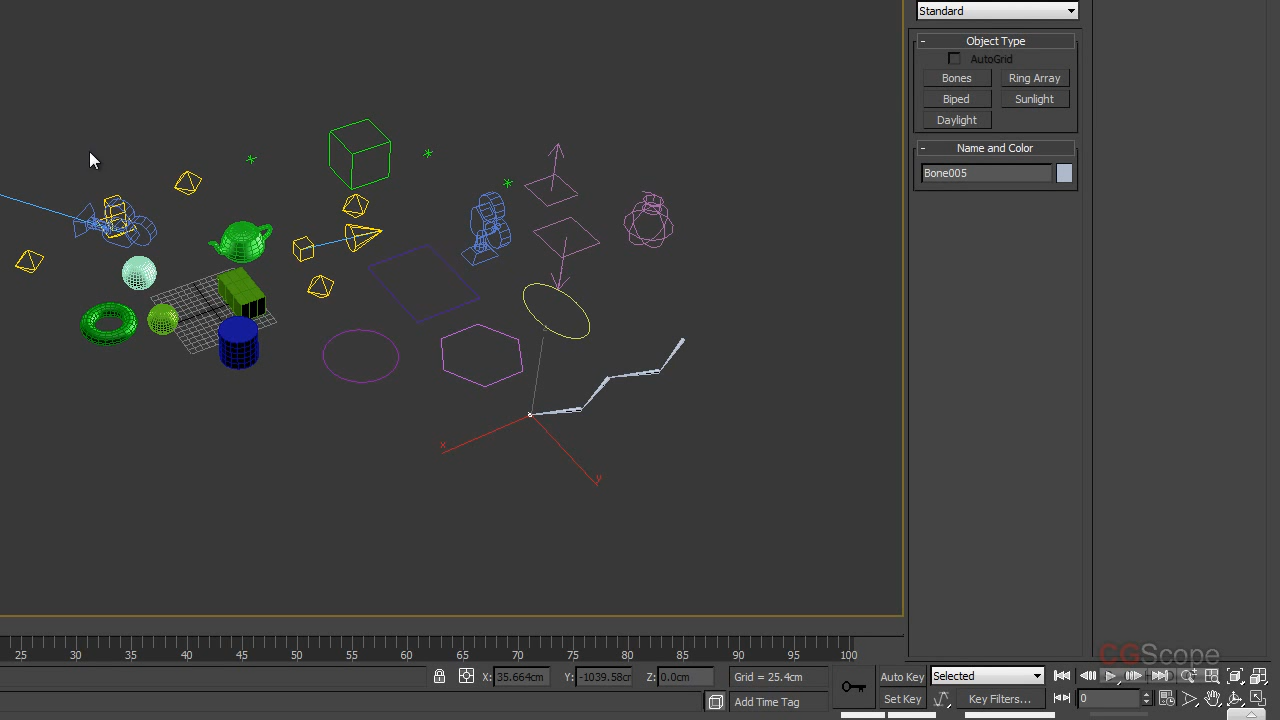 Standard
- Object Type
AutoGrid
Bones Ring Array
Biped Sunlight
Daylight
- Name and Color
Bone005
x
y
25 30 35 40 45 50 55 60 65 70 75 80 85 90 95 100
CGScope
X: 35.664cm Y: -1039.58cm Z: 0.0cm Grid = 25.4cm Auto Key Selected
Add Time Tag Set Key Key Filters... 0